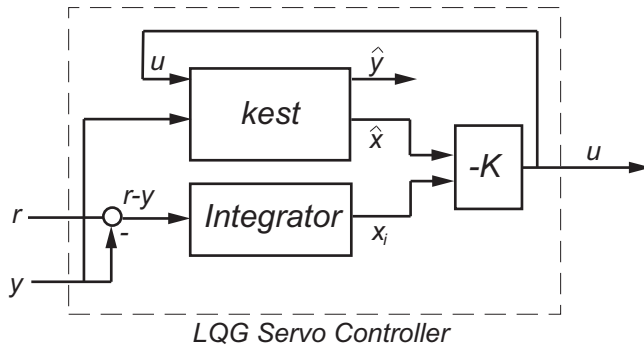 u
ŷ
kest
x̂
-K
u
r
r-y
-
Integrator
xᵢ
y
LQG Servo Controller